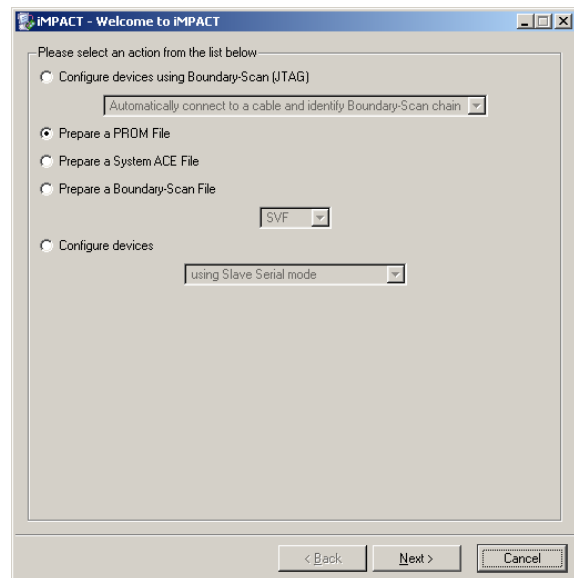 iMPACT - Welcome to iMPACT
Please select an action from the list below
Configure devices using Boundary-Scan (JTAG)
Automatically connect to a cable and identify Boundary-Scan chain
Prepare a PROM File
Prepare a System ACE File
Prepare a Boundary-Scan File
SVF
Configure devices
using Slave Serial mode
< Back Next > Cancel